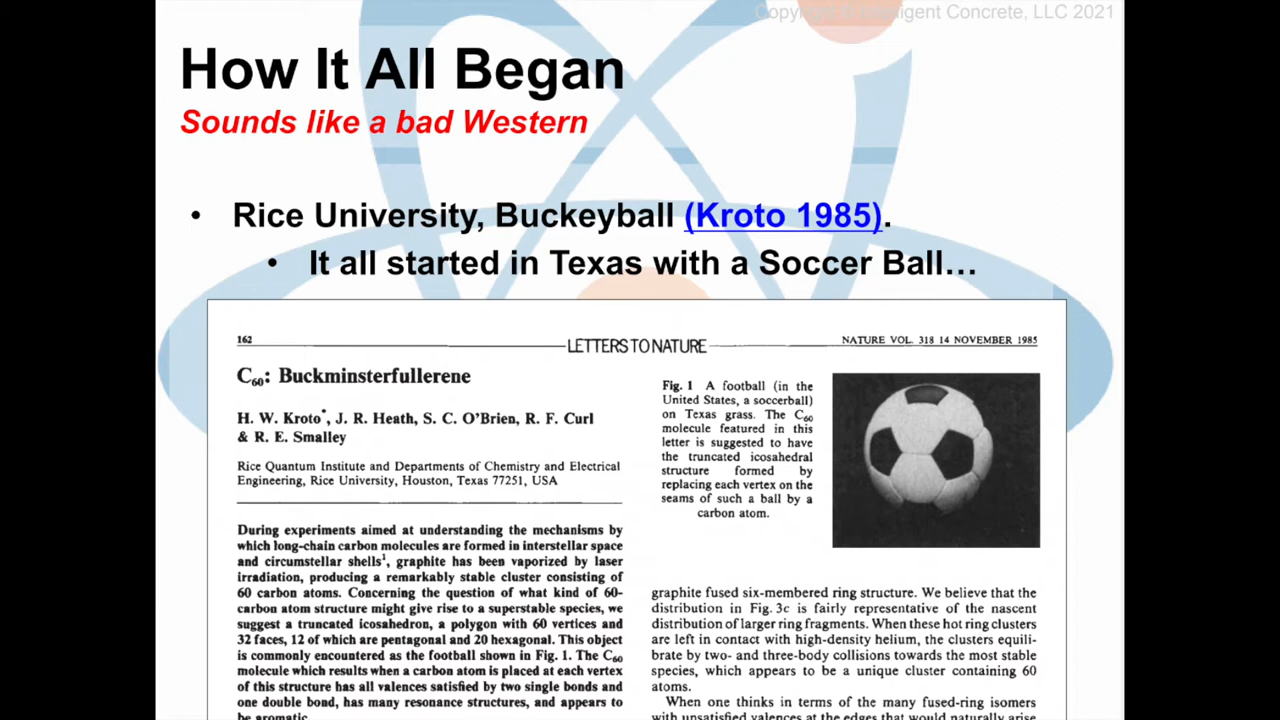 Copyright © Intelligent Concrete, LLC 2021
How It All Began
Sounds like a bad Western
• Rice University, Buckeyball (Kroto 1985).
• It all started in Texas with a Soccer Ball…
162
LETTERS TO NATURE
NATURE VOL. 318 14 NOVEMBER 1985
C60: Buckminsterfullerene
H. W. Kroto*, J. R. Heath, S. C. O'Brien, R. F. Curl
& R. E. Smalley
Rice Quantum Institute and Departments of Chemistry and Electrical
Engineering, Rice University, Houston, Texas 77251, USA
During experiments aimed at understanding the mechanisms by
which long-chain carbon molecules are formed in interstellar space
and circumstellar shells1, graphite has been vaporized by laser
irradiation, producing a remarkably stable cluster consisting of
60 carbon atoms. Concerning the question of what kind of 60-
carbon atom structure might give rise to a superstable species, we
suggest a truncated icosahedron, a polygon with 60 vertices and
32 faces, 12 of which are pentagonal and 20 hexagonal. This object
is commonly encountered as the football shown in Fig. 1. The C60
molecule which results when a carbon atom is placed at each vertex
of this structure has all valences satisfied by two single bonds and
one double bond, has many resonance structures, and appears to
be aromatic
Fig. 1 A football (in the
United States, a soccerball)
on Texas grass. The C60
molecule featured in this
letter is suggested to have
the truncated icosahedral
structure formed by
replacing each vertex on the
seams of such a ball by a
carbon atom.
graphite fused six-membered ring structure. We believe that the
distribution in Fig. 3c is fairly representative of the nascent
distribution of larger ring fragments. When these hot ring clusters
are left in contact with high-density helium, the clusters equili-
brate by two- and three-body collisions towards the most stable
species, which appears to be a unique cluster containing 60
atoms.
When one thinks in terms of the many fused-ring isomers
with unsatisfied valences at the edges that would naturally arise